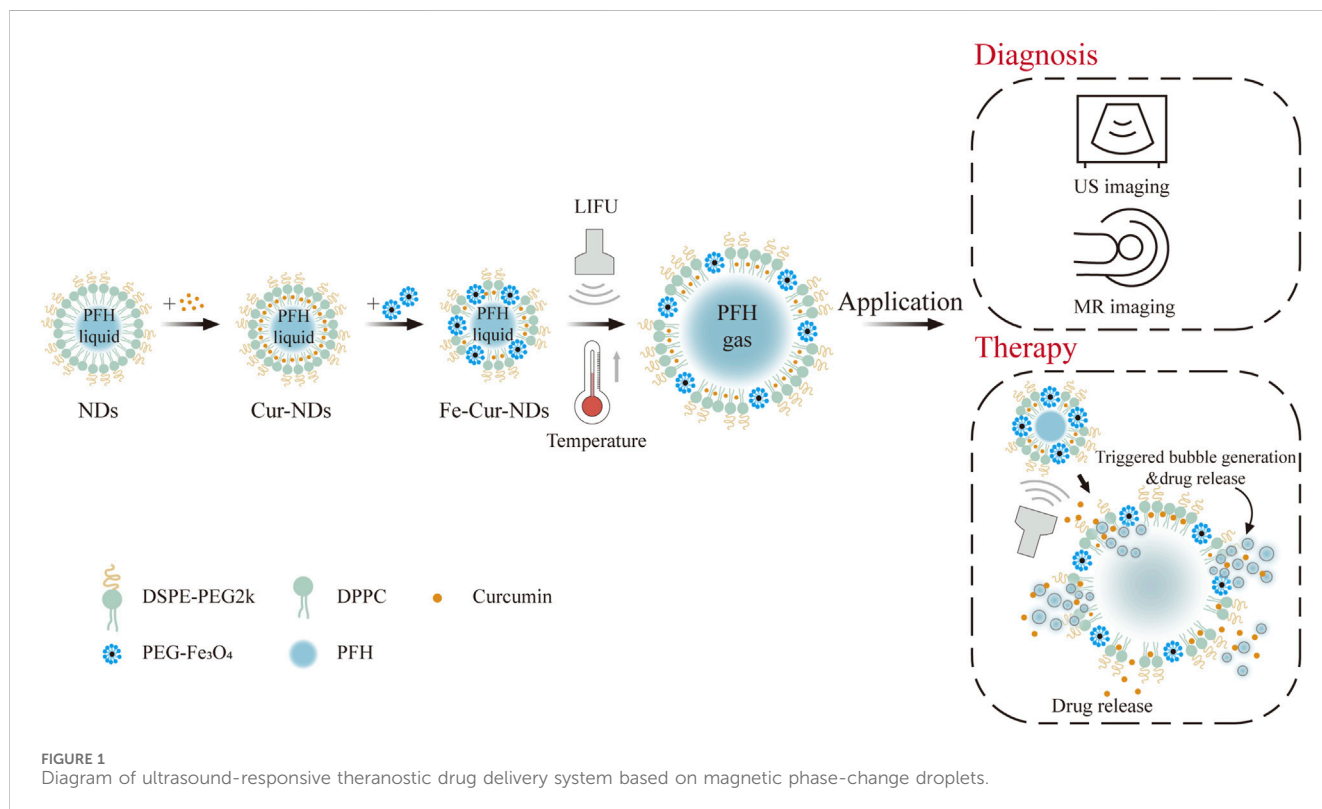 Diagnosis
US imaging
MR imaging
LIFU
Temperature
+
+
PFH
liquid
NDs
PFH
liquid
Cur-NDs
PFH
liquid
Fe-Cur-NDs
PFH
gas
Application
Therapy
Triggered bubble generation
&drug release
Drug release
DSPE-PEG2k
DPPC
Curcumin
PEG-Fe₃O₄
PFH
FIGURE 1
Diagram of ultrasound-responsive theranostic drug delivery system based on magnetic phase-change droplets.